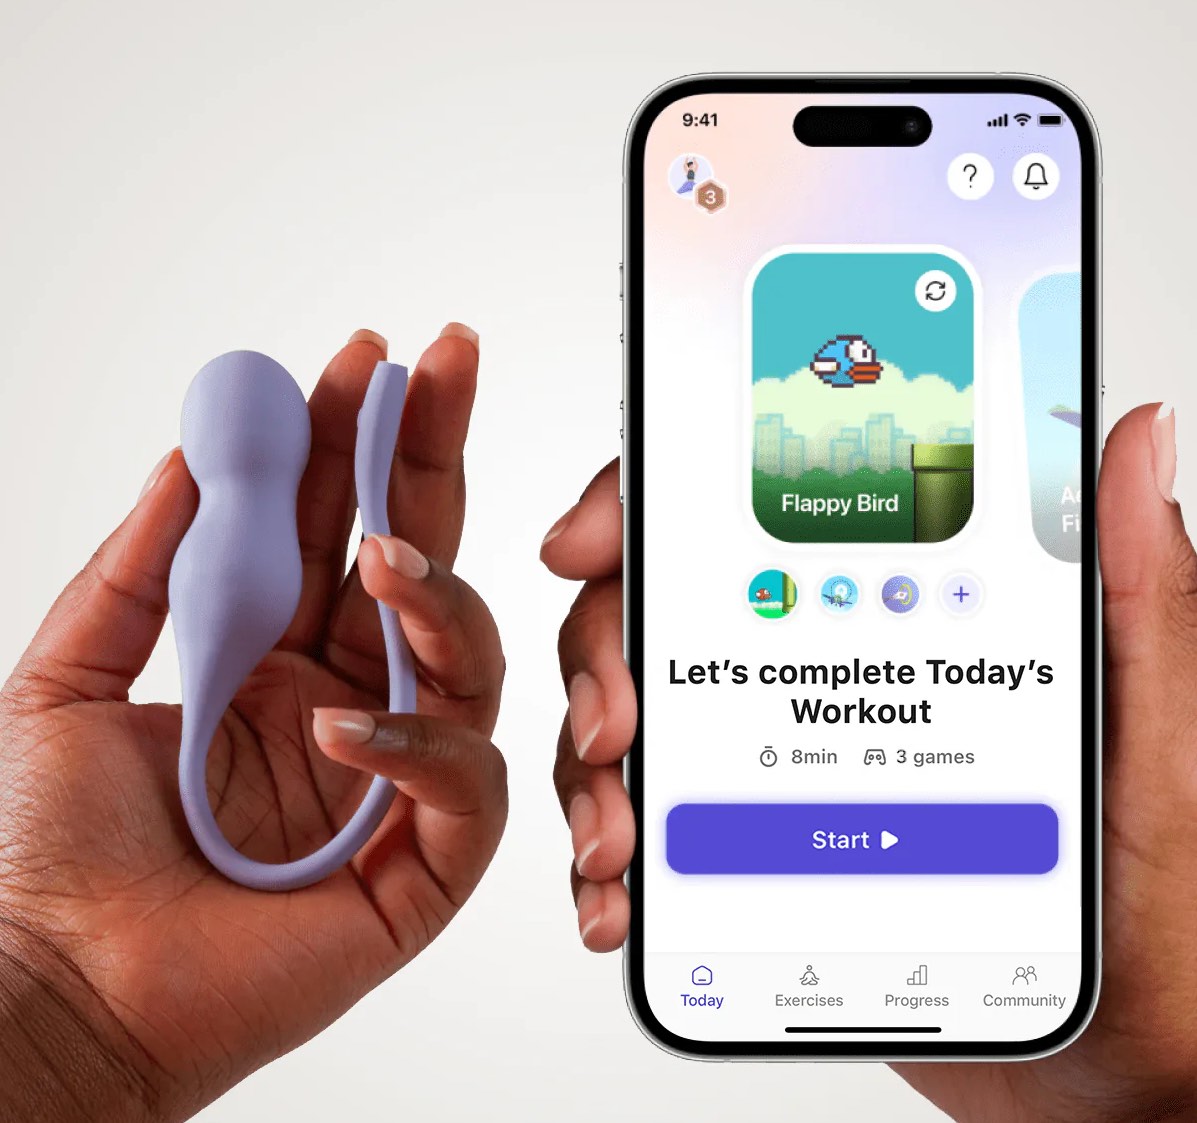 9:41
3
?
Flappy Bird
Let's complete Today's
Workout
8min 3 games
Start
Today Exercises Progress Community